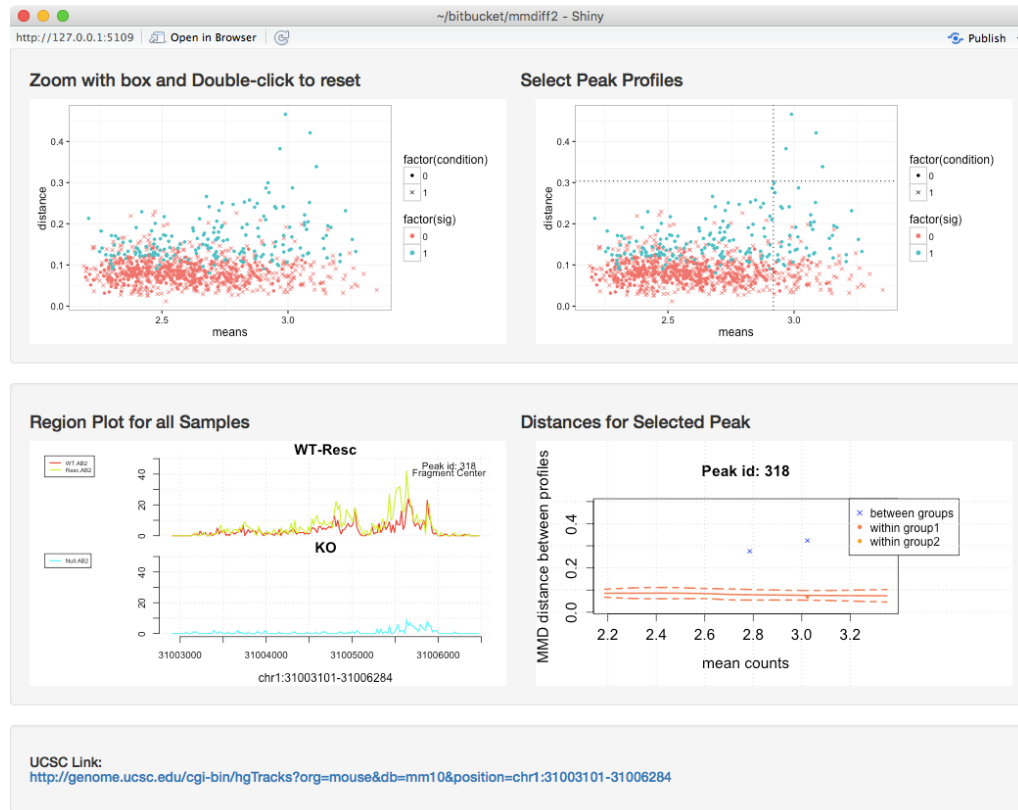 ~/bitbucket/mmdiff2 - Shiny
http://127.0.0.1:5109 Open in Browser Publish
Zoom with box and Double-click to reset
distance
0.4
0.3
0.2
0.1
0.0
2.5 3.0
means
factor(condition)
0
1
factor(sig)
0
1
Select Peak Profiles
distance
0.4
0.3
0.2
0.1
0.0
2.5 3.0
means
factor(condition)
0
1
factor(sig)
0
1
Region Plot for all Samples
WT-Resc
WT.AB2
Resc.AB2
Peak id: 318
Fragment Center
40
20
0
KO
Null.AB2
40
20
0
31003000 31004000 31005000 31006000
chr1:31003101-31006284
Distances for Selected Peak
Peak id: 318
MMD distance between profiles
0.4
0.2
0.0
between groups
within group1
within group2
2.2 2.4 2.6 2.8 3.0 3.2
mean counts
UCSC Link:
http://genome.ucsc.edu/cgi-bin/hgTracks?org=mouse&db=mm10&position=chr1:31003101-31006284